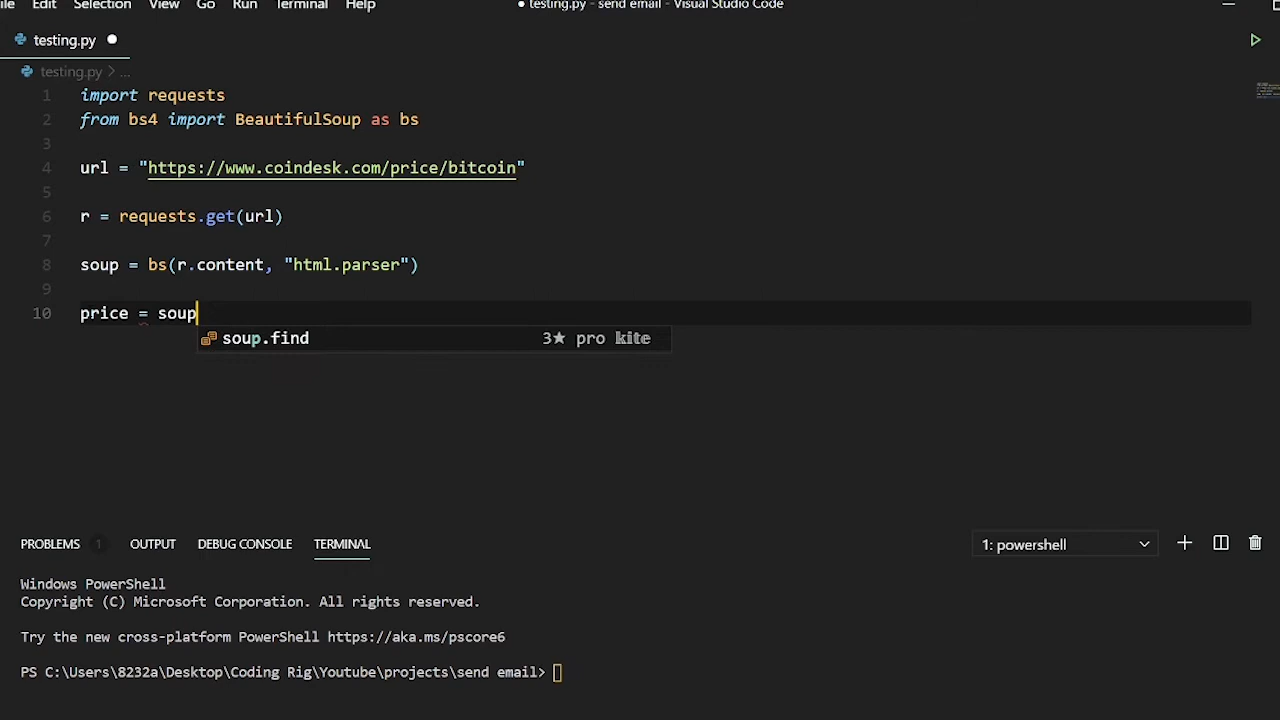 ile Edit Selection View Go Run Terminal Help ● testing.py - send email - Visual Studio Code
testing.py ●
testing.py > ...
1 import requests
2 from bs4 import BeautifulSoup as bs
3
4 url = "https://www.coindesk.com/price/bitcoin"
5
6 r = requests.get(url)
7
8 soup = bs(r.content, "html.parser")
9
10 price = soup
soup.find 3★ pro kite
PROBLEMS 1 OUTPUT DEBUG CONSOLE TERMINAL 1: powershell
Windows PowerShell
Copyright (C) Microsoft Corporation. All rights reserved.
Try the new cross-platform PowerShell https://aka.ms/pscore6
PS C:\Users\8232a\Desktop\Coding Rig\Youtube\projects\send email>